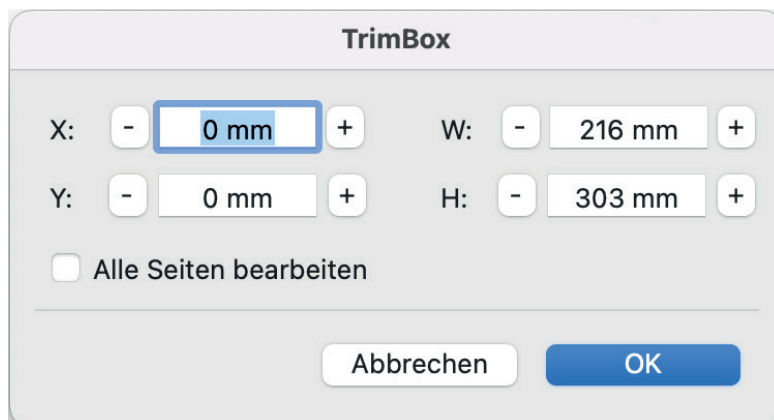 TrimBox
X: - 0 mm + W: - 216 mm +
Y: - 0 mm + H: - 303 mm +
Alle Seiten bearbeiten
Abbrechen OK